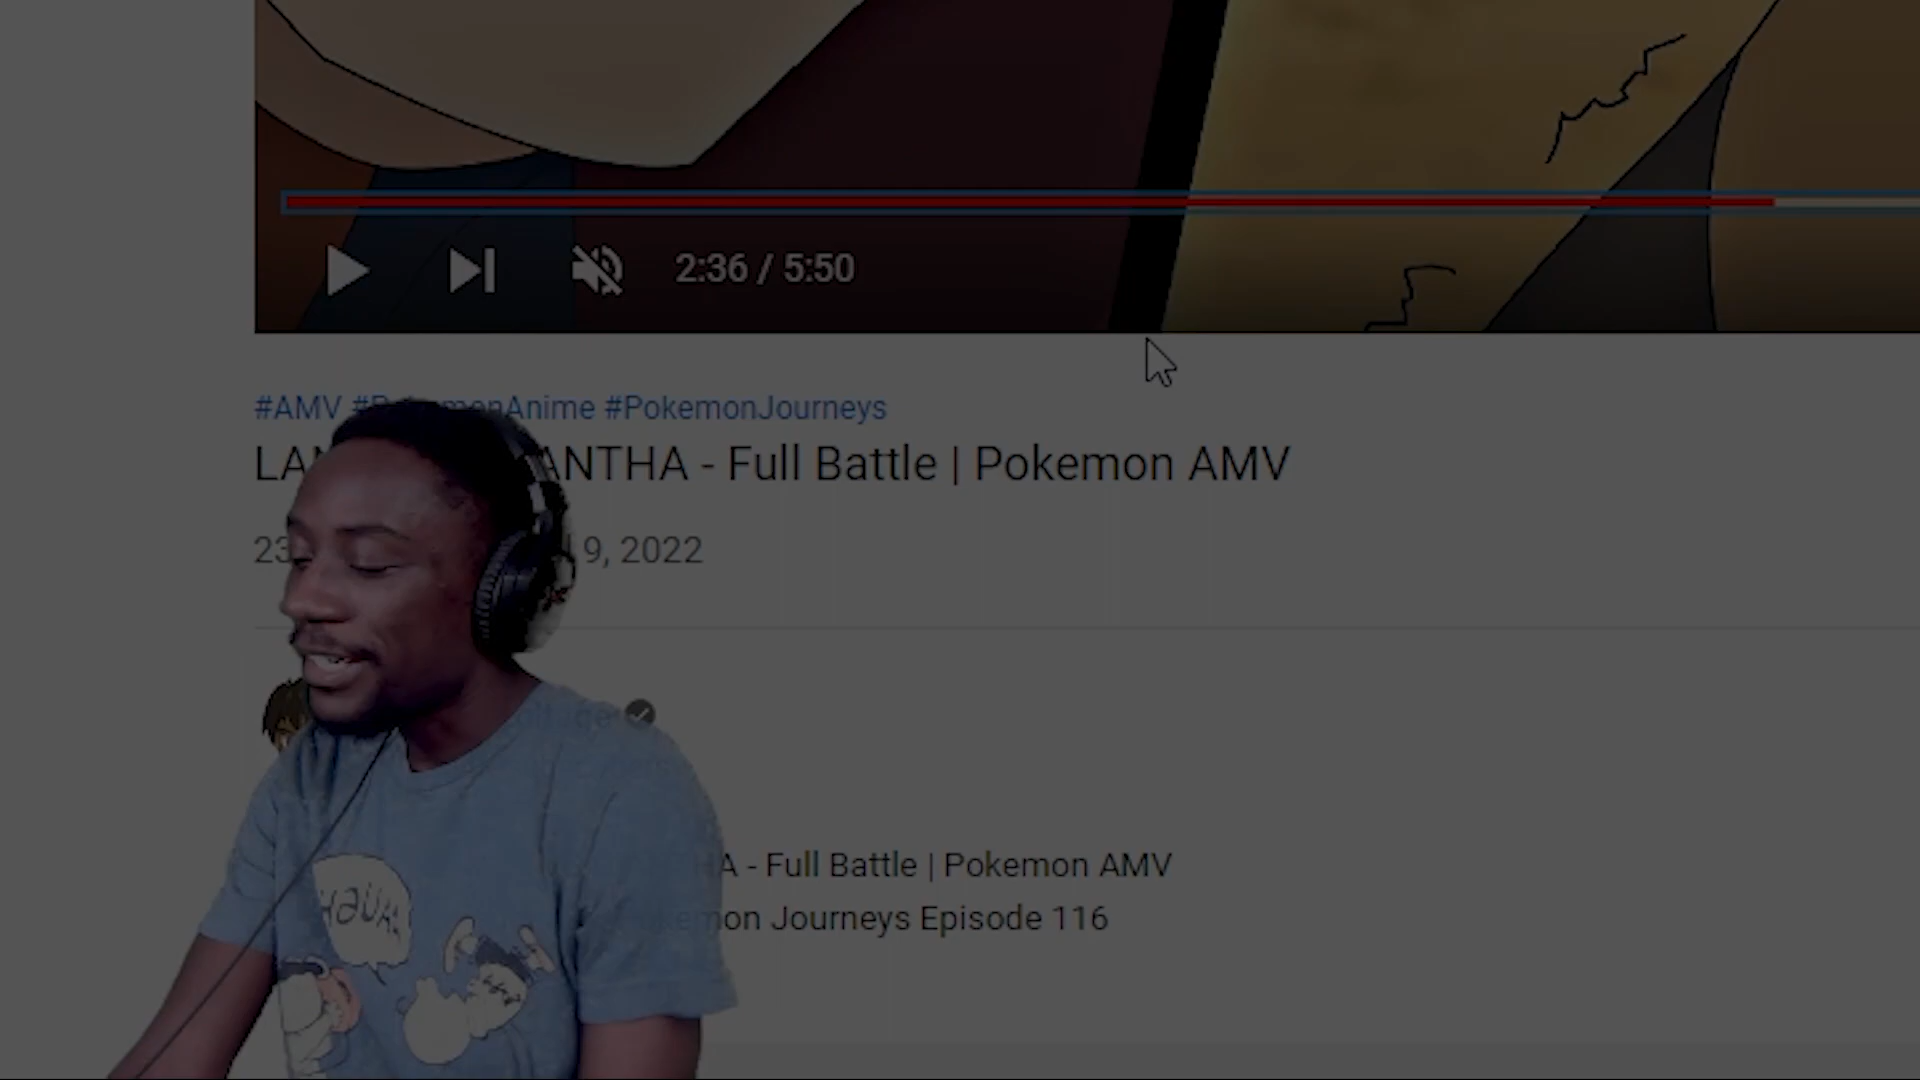 2:36 / 5:50
#AMV #PokemonAnime #PokemonJourneys
ANTHA - Full Battle | Pokemon AMV
9, 2022
- Full Battle | Pokemon AMV
Journeys Episode 116